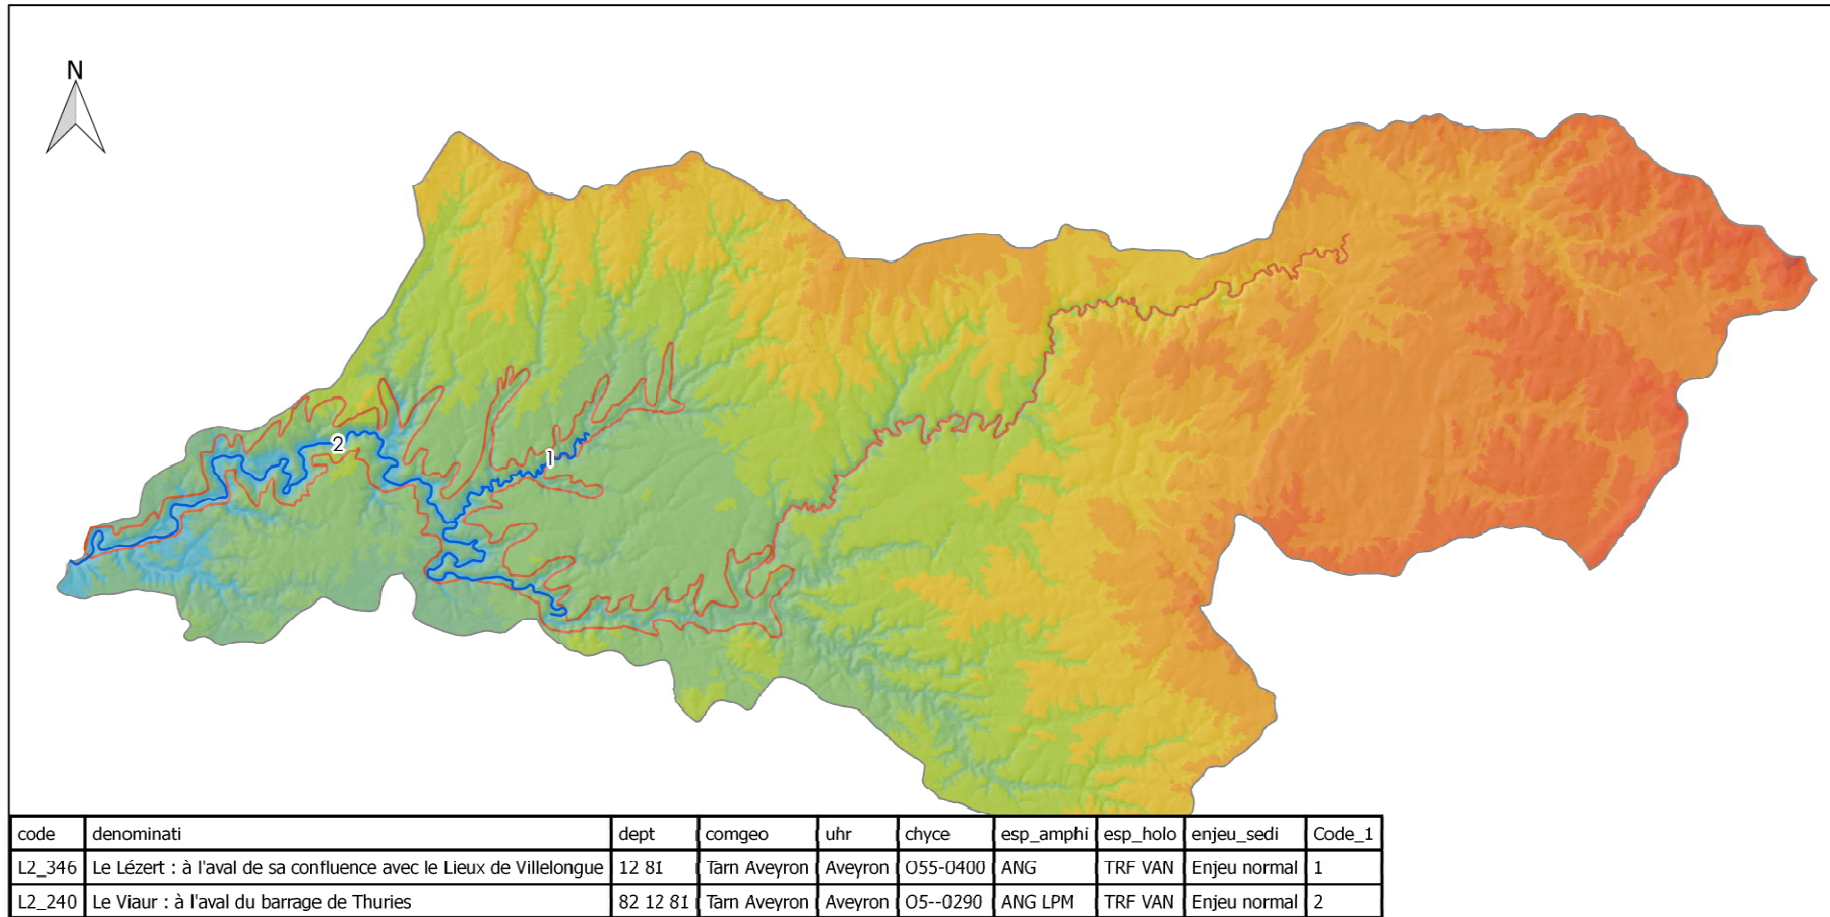 N
1
2
code denominati dept comgeo uhr chyce esp_amphi esp_holo enjeu_sedi Code_1
L2_346 Le Lézert : à l'aval de sa confluence avec le Lieux de Villelongue 12 81 Tarn Aveyron Aveyron O55-0400 ANG TRF VAN Enjeu normal 1
L2_240 Le Viaur : à l'aval du barrage de Thuries 82 12 81 Tarn Aveyron Aveyron O5--0290 ANG LPM TRF VAN Enjeu normal 2